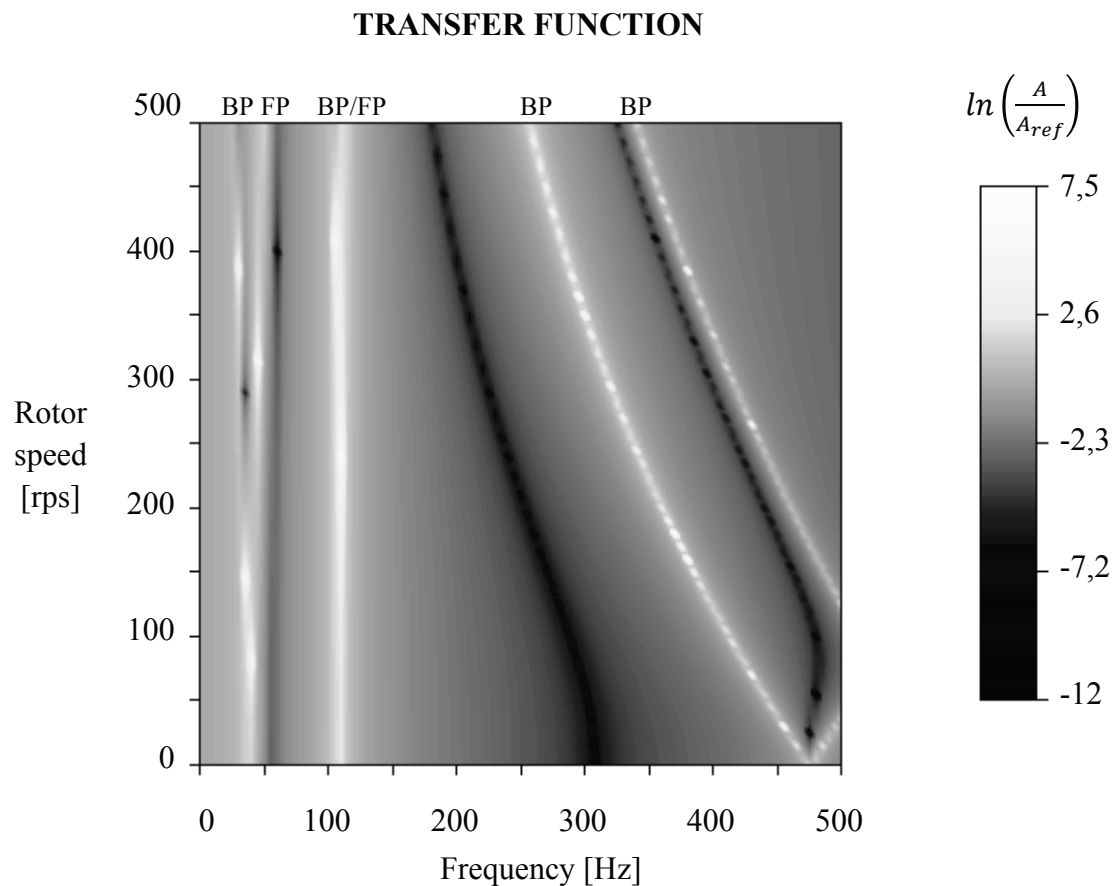 TRANSFER FUNCTION
500 BP FP BP/FP BP BP
400
300
200
100
0
Rotor
speed
[rps]
0 100 200 300 400 500
Frequency [Hz]
ln(A/A_ref)
7,5
2,6
-2,3
-7,2
-12